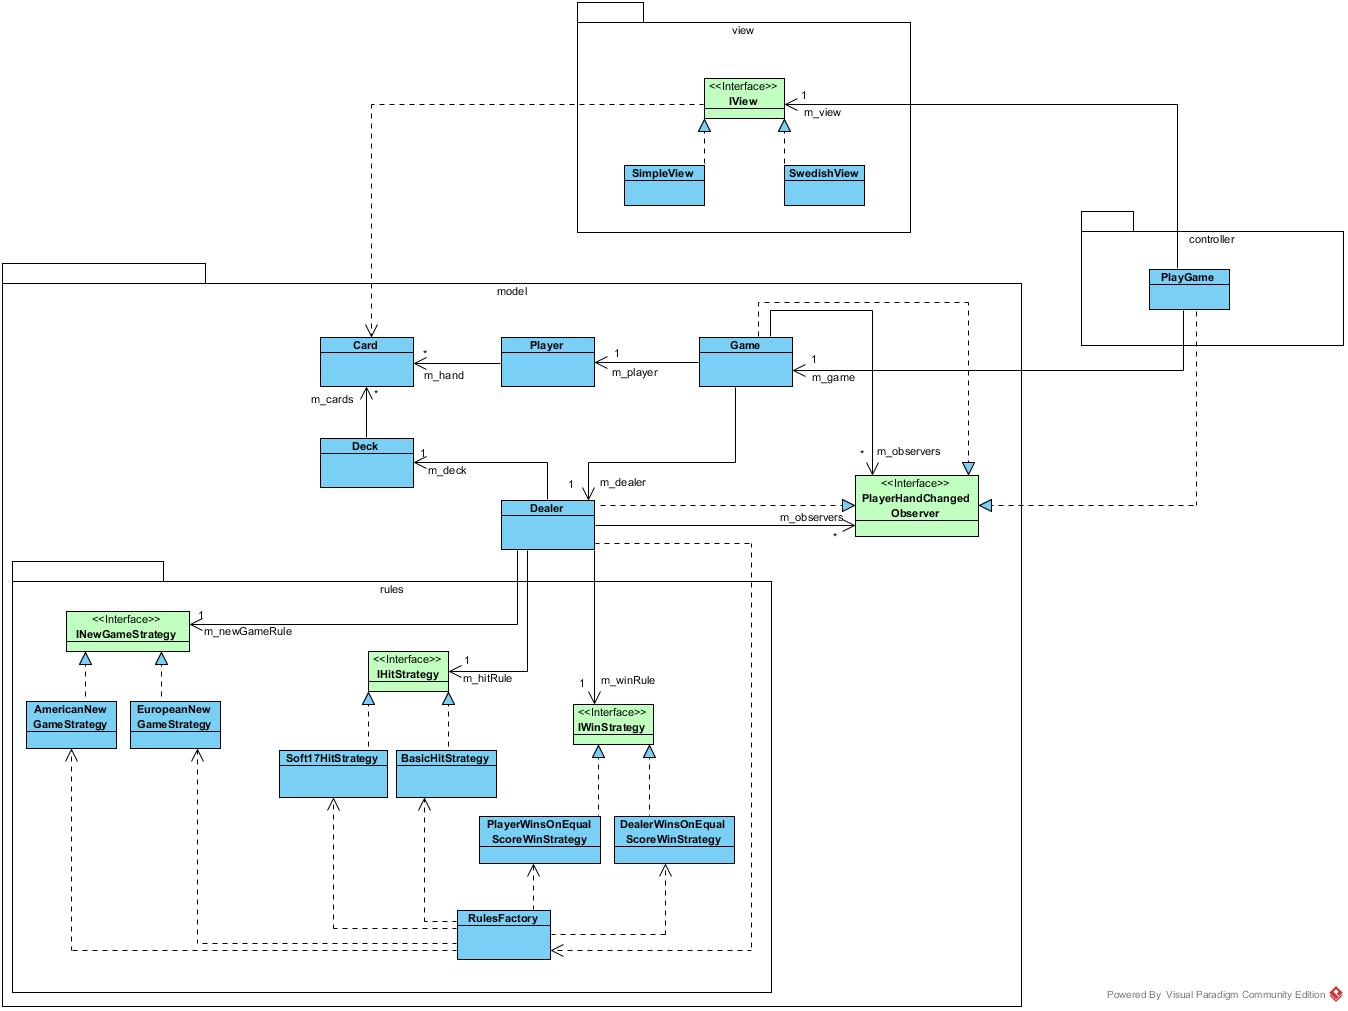 view
<<Interface>>
IView
1
m_view
SimpleView
SwedishView
controller
PlayGame
model
Card
*
m_hand
Player
1
m_player
Game
1
m_game
m_cards
*
Deck
1
m_deck
1
m_dealer
* m_observers
Dealer
<<Interface>>
PlayerHandChanged
Observer
m_observers
*
rules
<<Interface>>
INewGameStrategy
1
m_newGameRule
<<Interface>>
IHitStrategy
1
m_hitRule
1
m_winRule
<<Interface>>
IWinStrategy
AmericanNew
GameStrategy
EuropeanNew
GameStrategy
Soft17HitStrategy
BasicHitStrategy
PlayerWinsOnEqual
ScoreWinStrategy
DealerWinsOnEqual
ScoreWinStrategy
RulesFactory
Powered By Visual Paradigm Community Edition